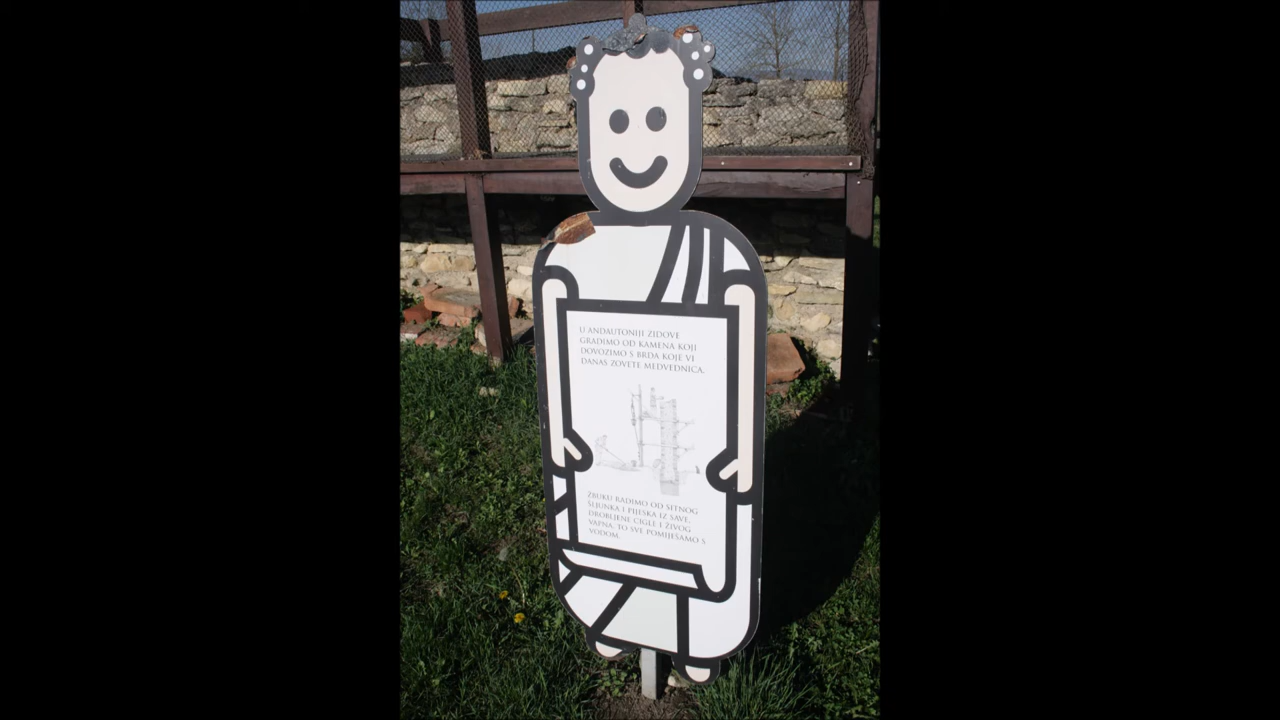 U ANDAUTONIJI ZIDOVE
GRADIMO OD KAMENA KOJI
DOVOZIMO S BRDA KOJE VI
DANAS ZOVETE MEDVEDNICA.
ŽBUKU RADIMO OD SITNOG
ŠLJUNKA I PIJESKA IZ SAVE,
DROBLJENE CIGLE I ŽIVOG
VAPNA, TO SVE POMIJEŠAMO S
VODOM.